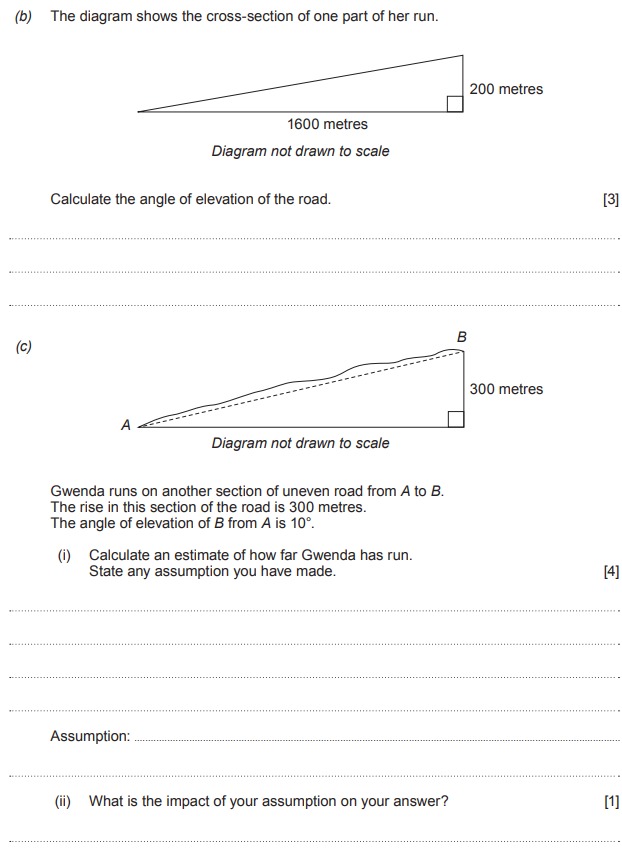 (b) The diagram shows the cross-section of one part of her run.
200 metres
1600 metres
Diagram not drawn to scale
Calculate the angle of elevation of the road. [3]
(c)
B
300 metres
A
Diagram not drawn to scale
Gwenda runs on another section of uneven road from A to B.
The rise in this section of the road is 300 metres.
The angle of elevation of B from A is 10°.
(i) Calculate an estimate of how far Gwenda has run.
State any assumption you have made. [4]
Assumption:
(ii) What is the impact of your assumption on your answer? [1]